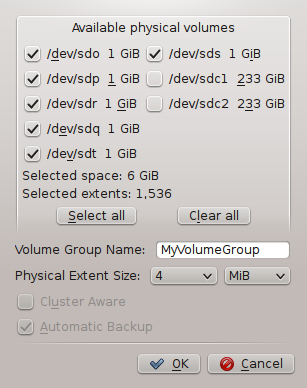 Available physical volumes
/dev/sdo 1 GiB /dev/sds 1 GiB
/dev/sdp 1 GiB /dev/sdc1 233 GiB
/dev/sdr 1 GiB /dev/sdc2 233 GiB
/dev/sdq 1 GiB
/dev/sdt 1 GiB
Selected space: 6 GiB
Selected extents: 1,536
Select all Clear all
Volume Group Name: MyVolumeGroup
Physical Extent Size: 4 MiB
Cluster Aware
Automatic Backup
OK Cancel